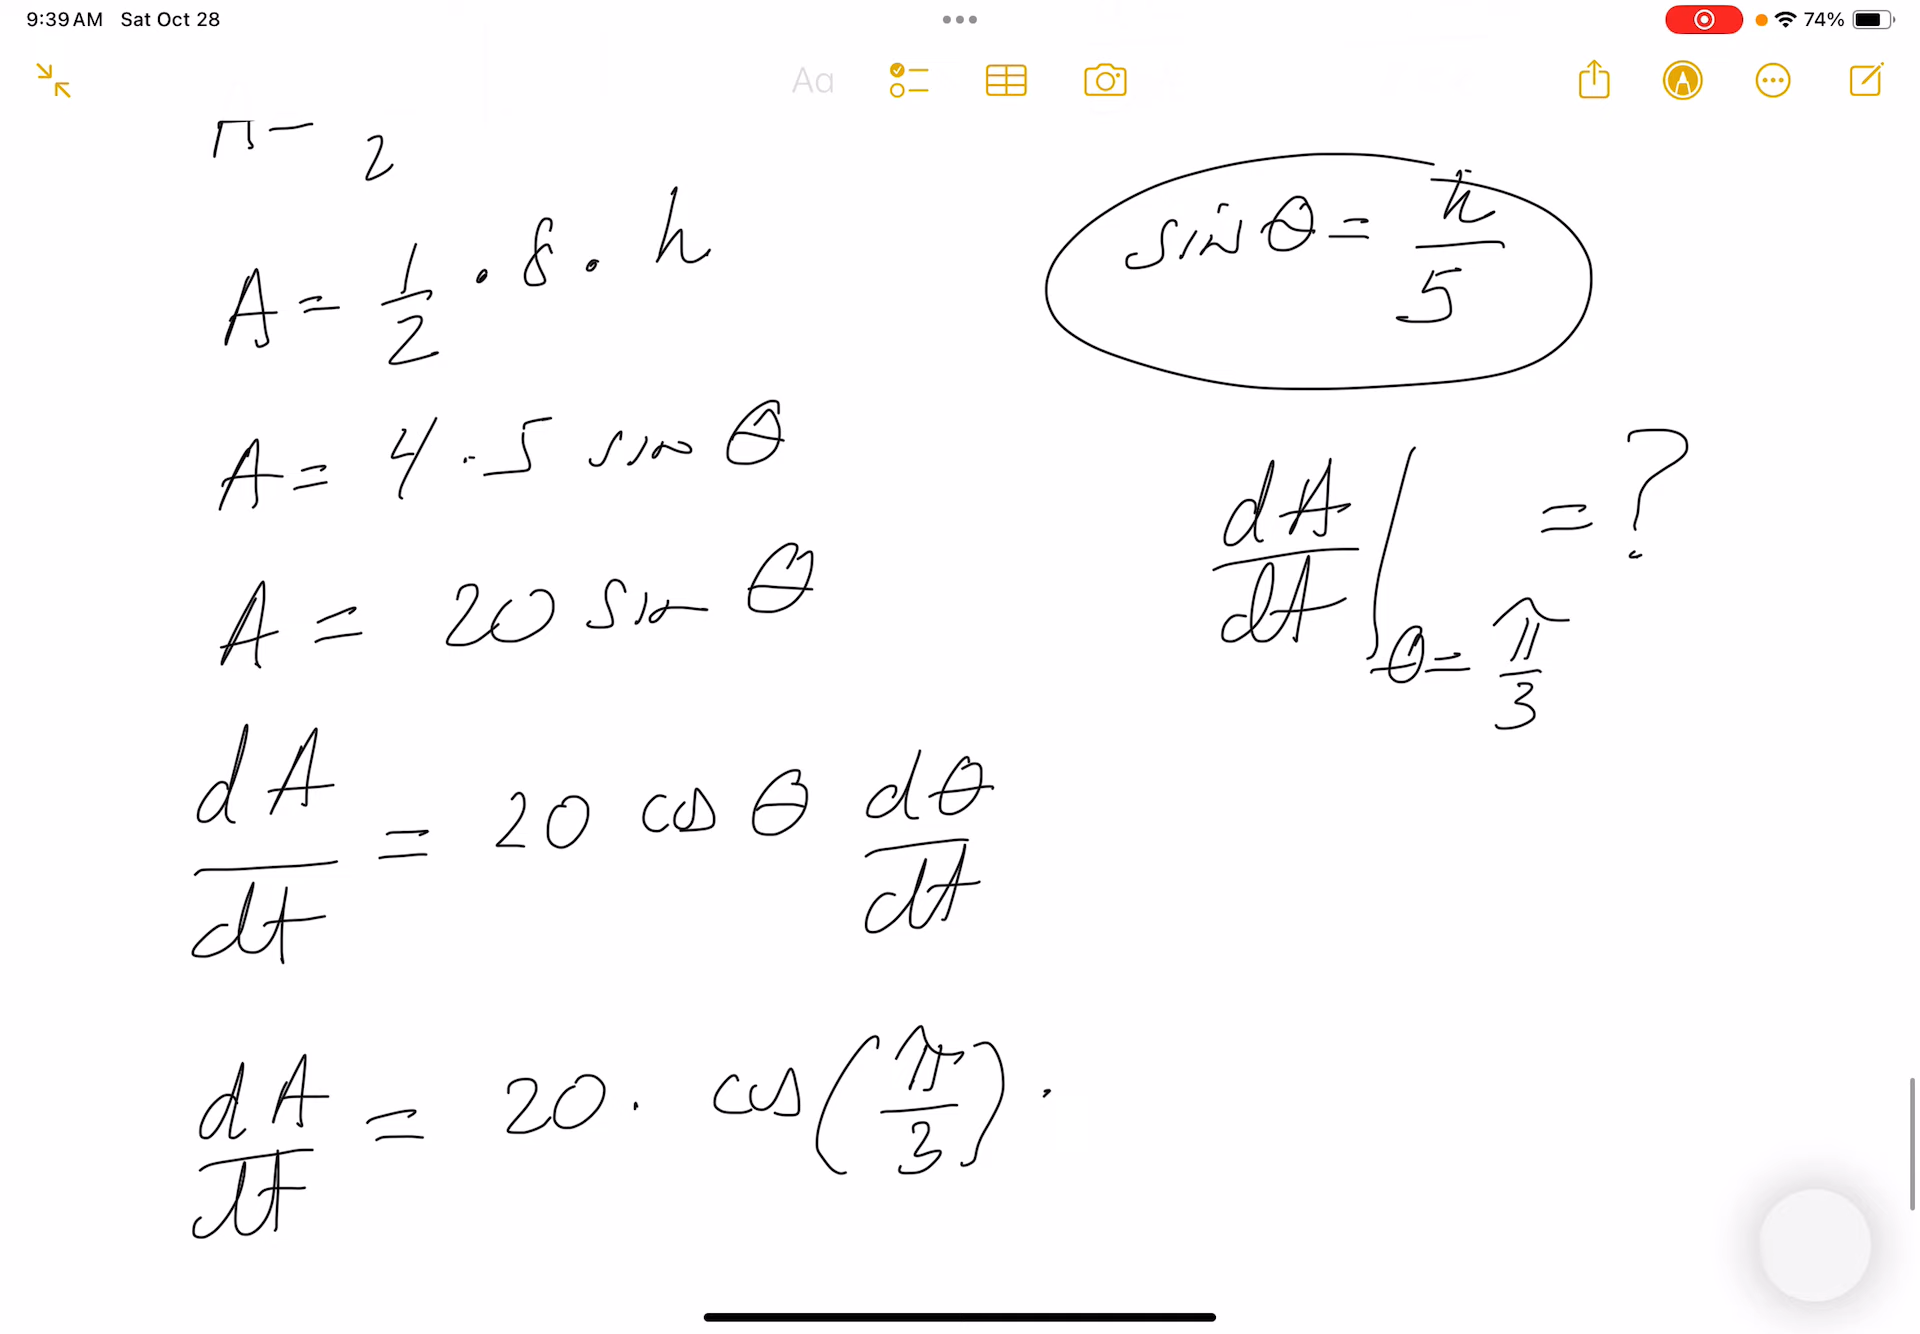 9:39 AM Sat Oct 28
74%
Aa
2
A = 1/2 · 8 · h
sin θ = h/5
A = 4 · 5 sin θ
dA/dt | θ = π/3 = ?
A = 20 sin θ
dA/dt = 20 cos θ dθ/dt
dA/dt = 20 · cos(π/3) ·